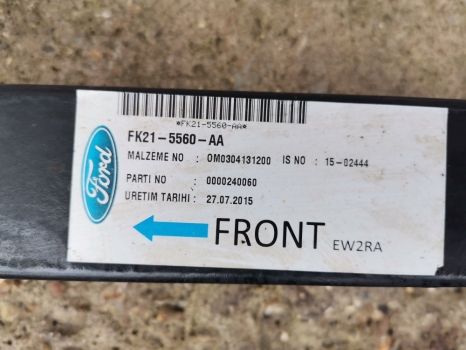 *FK21-5560-AA*
FK21-5560-AA
MALZEME NO : OM0304131200 IS NO : 15-02444
PARTI NO : 0000240060
URETIM TARIHI : 27.07.2015
Ford
FRONT EW2RA